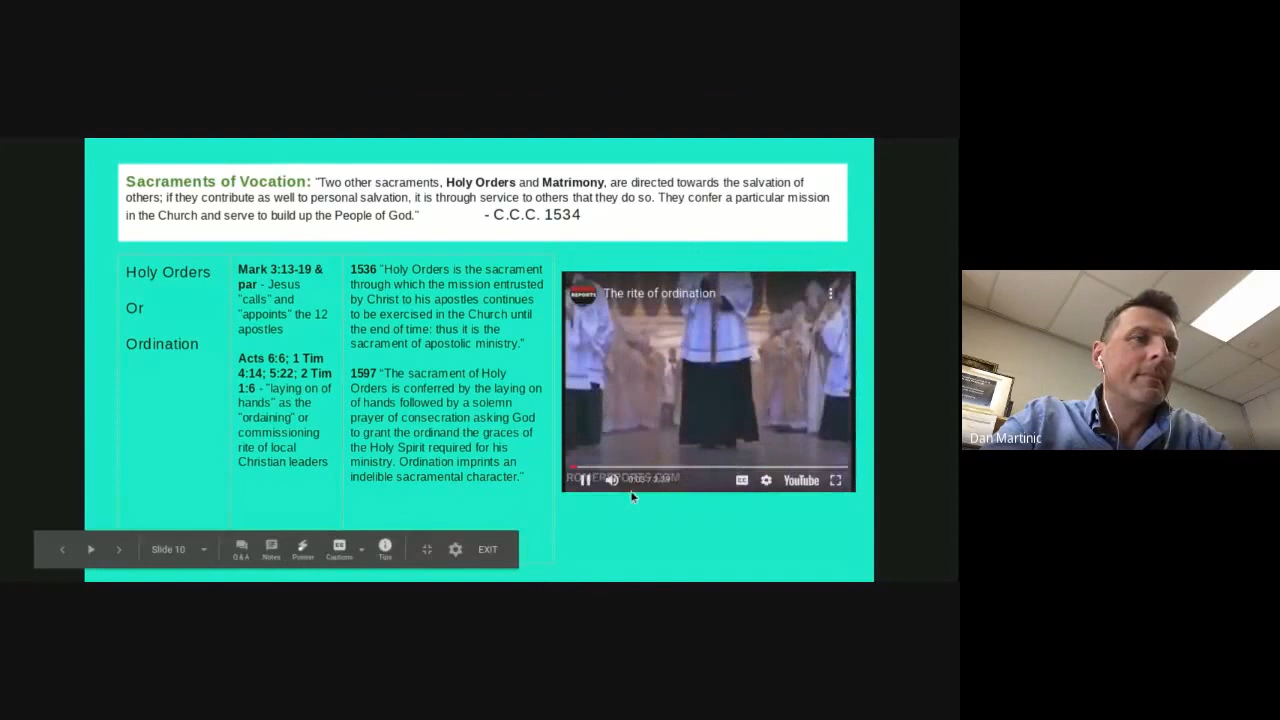 Sacraments of Vocation: "Two other sacraments, Holy Orders and Matrimony, are directed towards the salvation of
others; if they contribute as well to personal salvation, it is through service to others that they do so. They confer a particular mission
in the Church and serve to build up the People of God." - C.C.C. 1534
Holy Orders
Or
Ordination
Mark 3:13-19 &
par - Jesus
"calls" and
"appoints" the 12
apostles
Acts 6:6; 1 Tim
4:14; 5:22; 2 Tim
1:6 - "laying on of
hands" as the
"ordaining" or
commissioning
rite of local
Christian leaders
1536 "Holy Orders is the sacrament
through which the mission entrusted
by Christ to his apostles continues
to be exercised in the Church until
the end of time: thus it is the
sacrament of apostolic ministry."
1597 “The sacrament of Holy
Orders is conferred by the laying on
of hands followed by a solemn
prayer of consecration asking God
to grant the ordinand the graces of
the Holy Spirit required for his
ministry. Ordination imprints an
indelible sacramental character.”
REPORTS
The rite of ordination
CC
YouTube
Dan Martinic
Slide 10
Q & A
Notes
Pointer
CC
Captions
Tips
EXIT